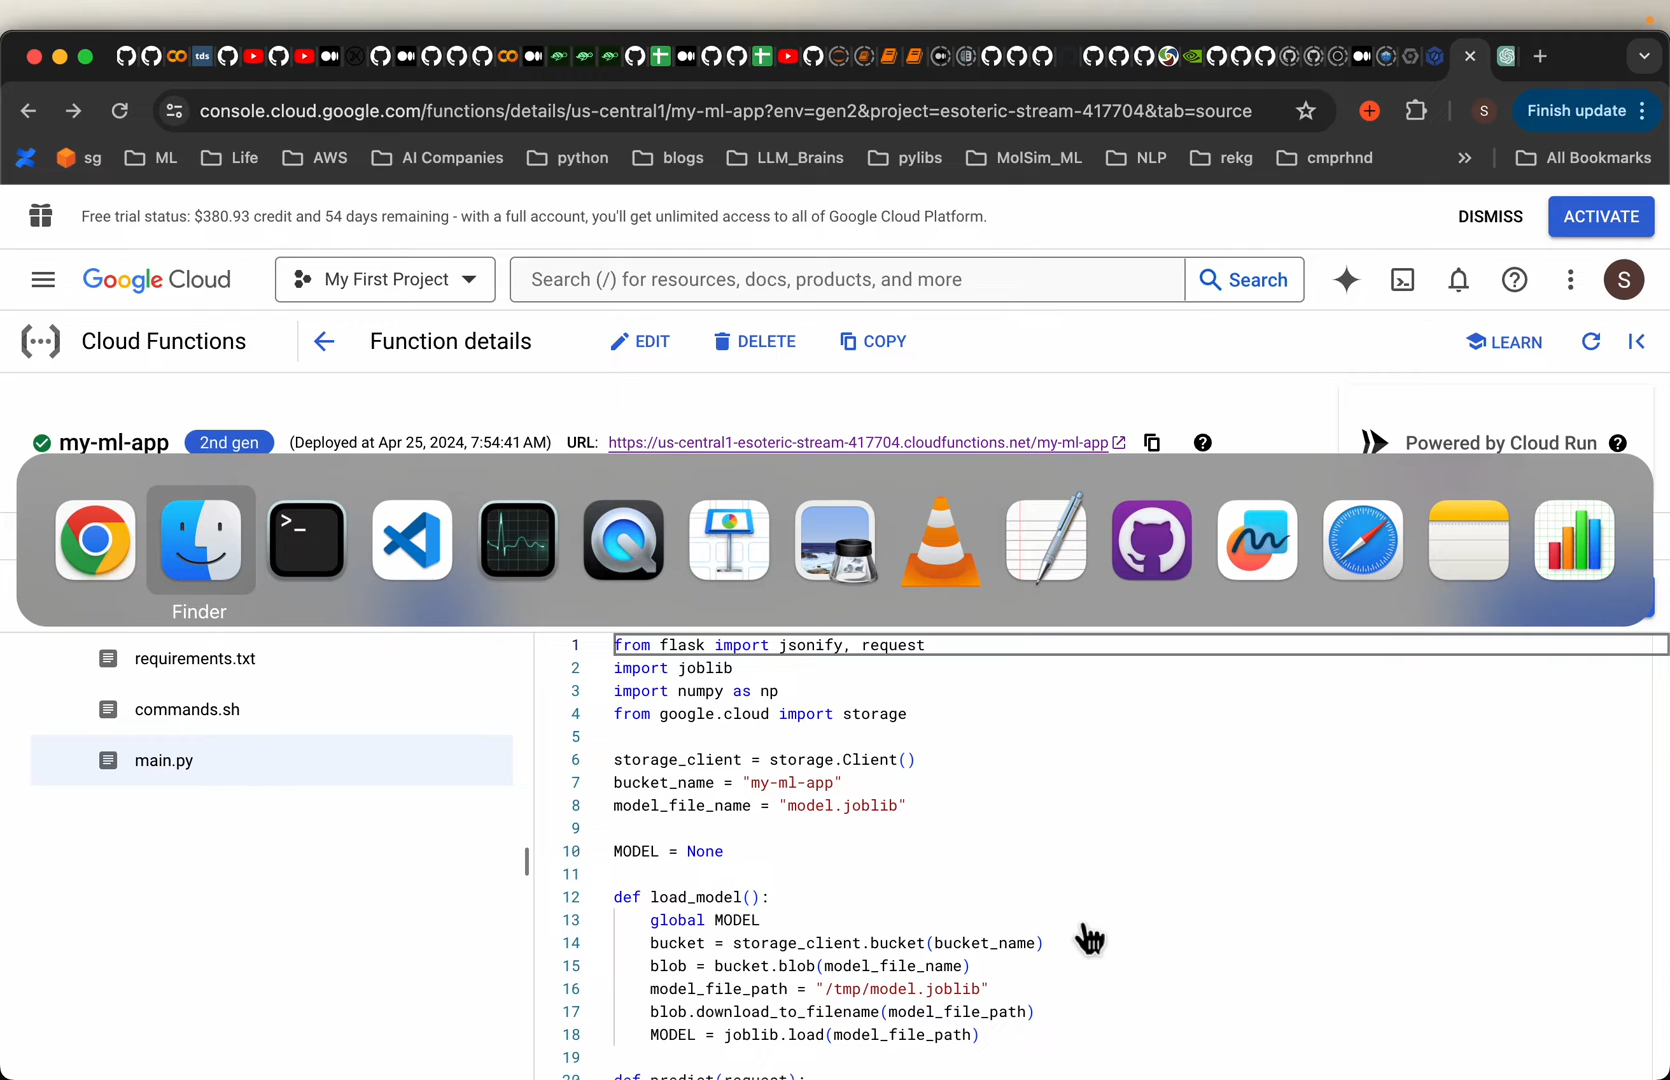 tds
console.cloud.google.com/functions/details/us-central1/my-ml-app?env=gen2&project=esoteric-stream-417704&tab=source
S
Finish update
sg
ML
Life
AWS
AI Companies
python
blogs
LLM_Brains
pylibs
MolSim_ML
NLP
rekg
cmprhnd
»
All Bookmarks
Free trial status: $380.93 credit and 54 days remaining - with a full account, you'll get unlimited access to all of Google Cloud Platform.
DISMISS
ACTIVATE
Google Cloud
My First Project
Search (/) for resources, docs, products, and more
Search
S
Cloud Functions
Function details
EDIT
DELETE
COPY
LEARN
my-ml-app
2nd gen
(Deployed at Apr 25, 2024, 7:54:41 AM)
URL:
https://us-central1-esoteric-stream-417704.cloudfunctions.net/my-ml-app
Powered by Cloud Run
>_
Finder
requirements.txt
commands.sh
main.py
1 from flask import jsonify, request
2 import joblib
3 import numpy as np
4 from google.cloud import storage
5
6 storage_client = storage.Client()
7 bucket_name = "my-ml-app"
8 model_file_name = "model.joblib"
9
10 MODEL = None
11
12 def load_model():
13 global MODEL
14 bucket = storage_client.bucket(bucket_name)
15 blob = bucket.blob(model_file_name)
16 model_file_path = "/tmp/model.joblib"
17 blob.download_to_filename(model_file_path)
18 MODEL = joblib.load(model_file_path)
19
20 def predict(request):